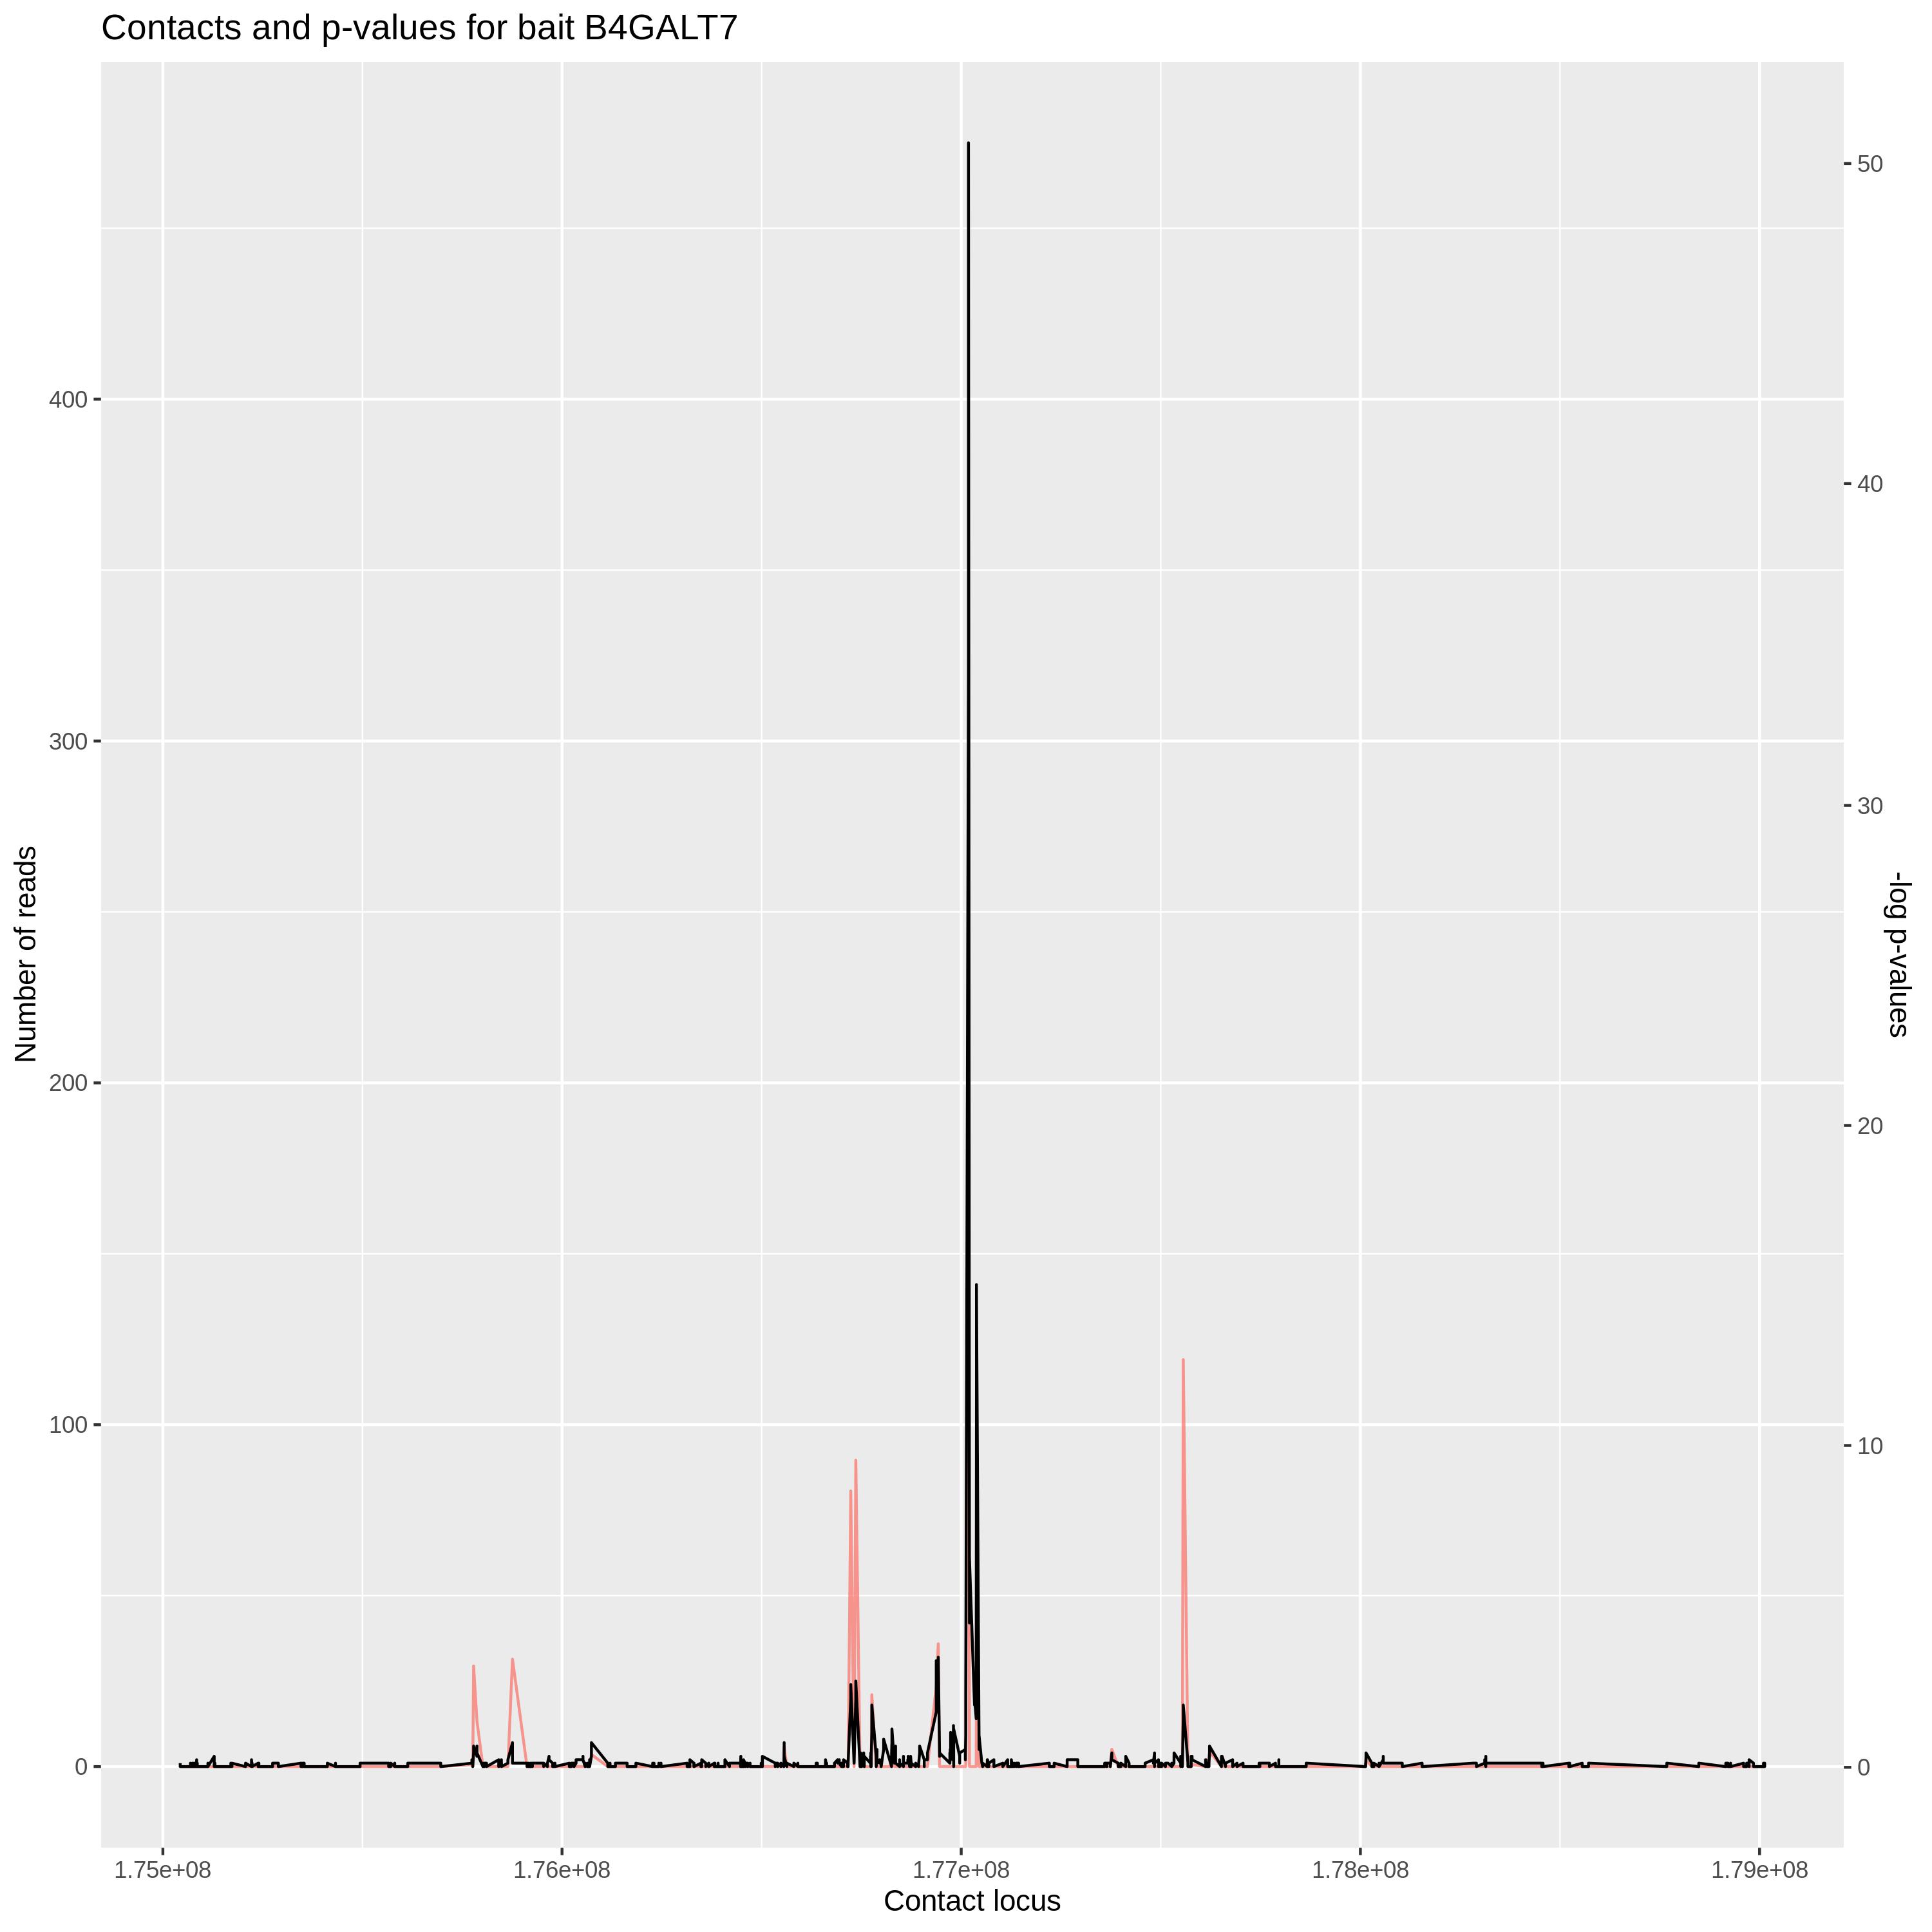 Contacts and p-values for bait B4GALT7
Number of reads
400
300
200
100
0
50
40
30
20
10
0
-log p-values
1.75e+08
1.76e+08
1.77e+08
1.78e+08
1.79e+08
Contact locus